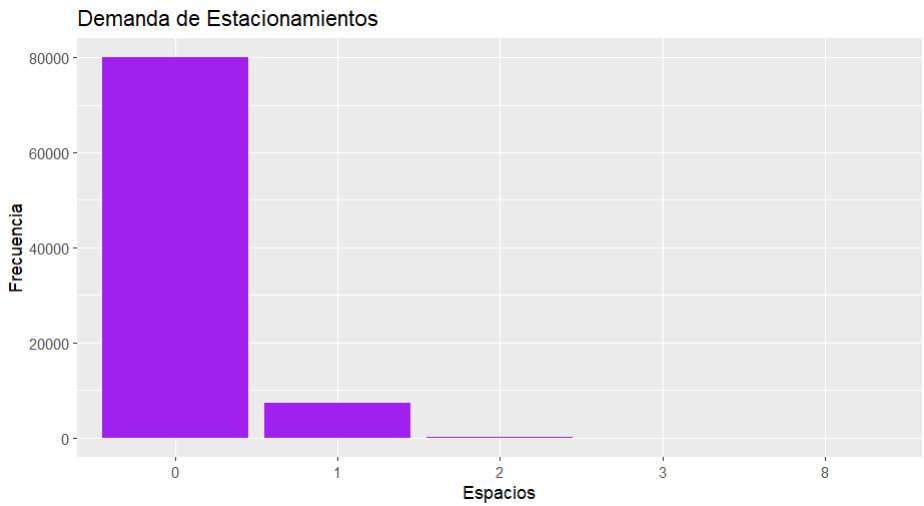 Demanda de Estacionamientos
80000
60000
40000
20000
0
Frecuencia
0 1 2 3 8
Espacios